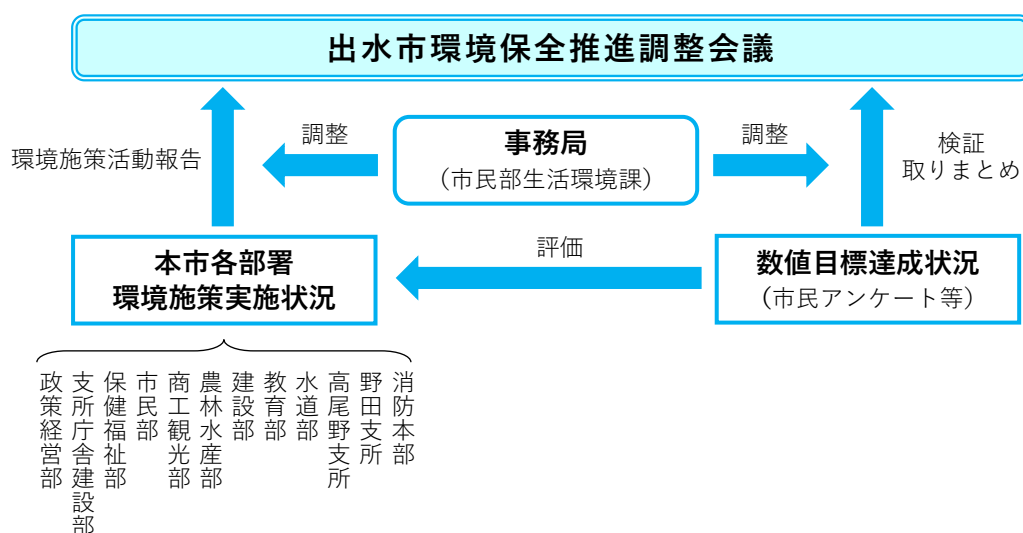 出水市環境保全推進調整会議
環境施策活動報告
調整
事務局
(市民部生活環境課)
調整
検証
取りまとめ
本市各部署
環境施策実施状況
評価
数値目標達成状況
(市民アンケート等)
政策経営部
支所庁舎建設部
保健福祉部
市民部
商工観光部
農林水産部
建設部
教育部
水道部
高尾野支所
野田支所
消防本部